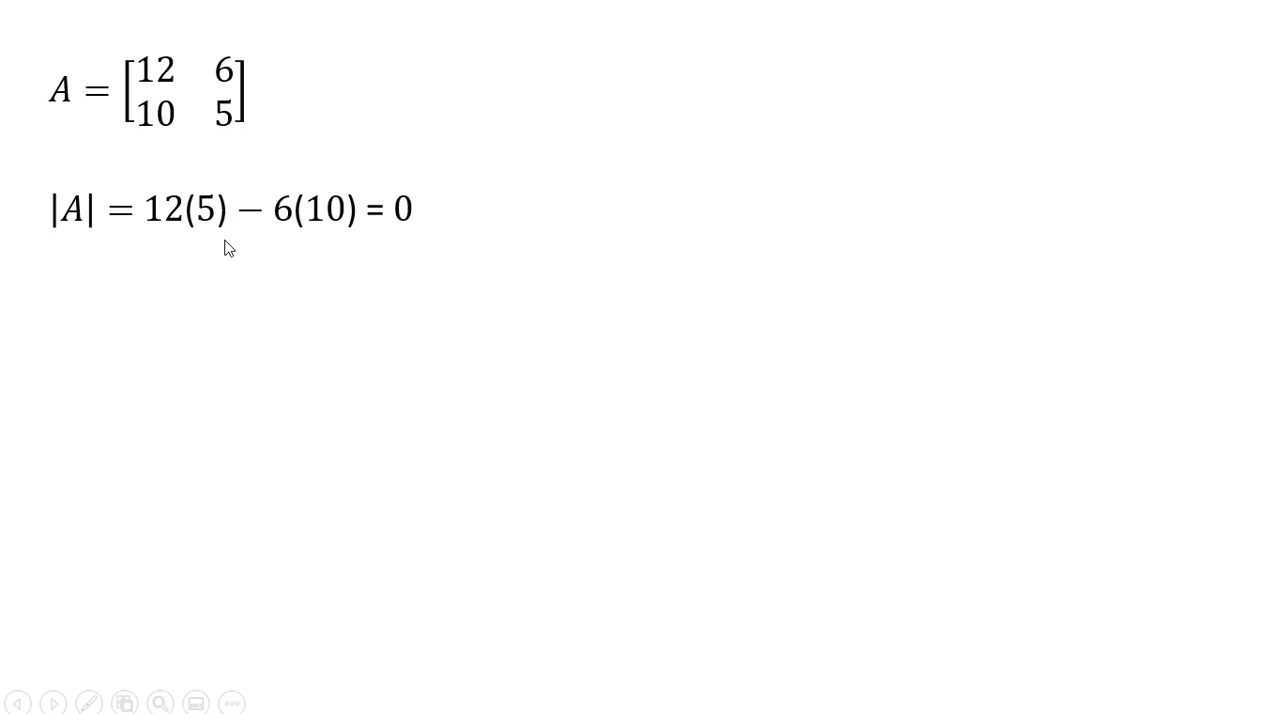 A = [12 6
10 5]
|A| = 12(5) − 6(10) = 0